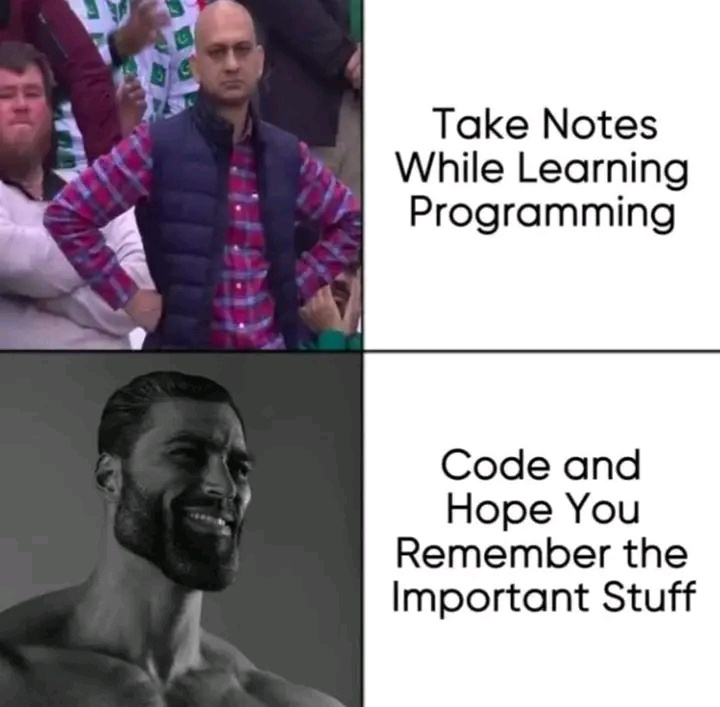 Take Notes
While Learning
Programming
Code and
Hope You
Remember the
Important Stuff